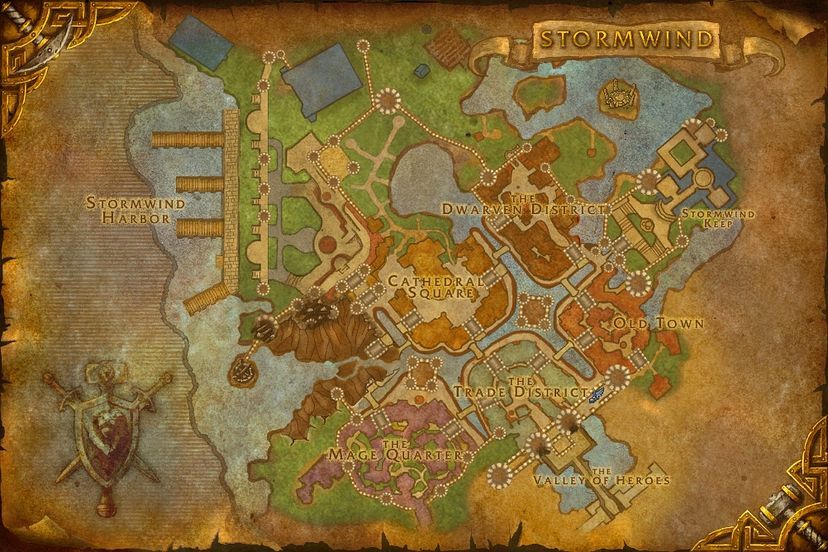 STORMWIND
STORMWIND
HARBOR
THE
DWARVEN DISTRICT
STORMWIND
KEEP
CATHEDRAL
SQUARE
OLD TOWN
THE
TRADE DISTRICT
THE
MAGE QUARTER
THE
VALLEY OF HEROES